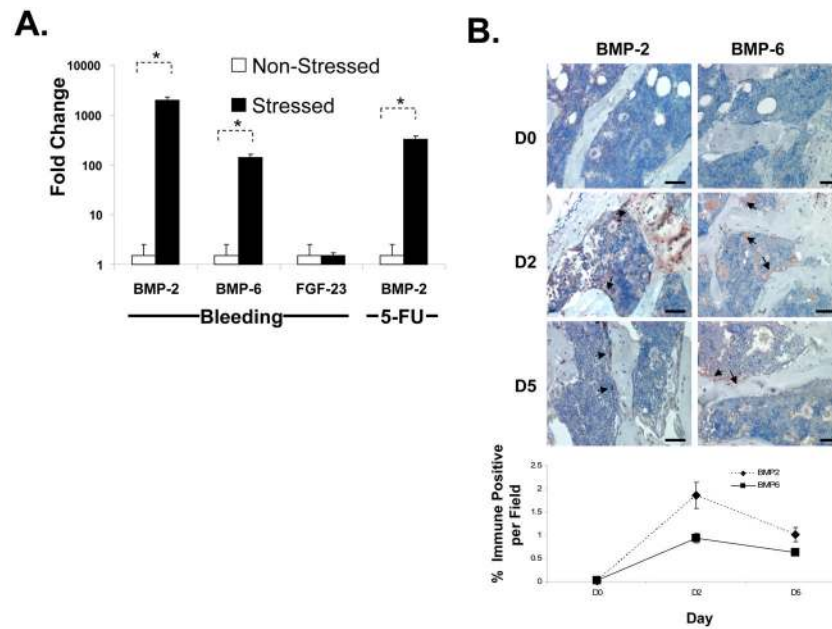 A.
Fold Change
10000
1000
100
10
1
*
*
*
Non-Stressed
Stressed
BMP-2
BMP-6
FGF-23
BMP-2
Bleeding
5-FU
B.
BMP-2
BMP-6
D0
D2
D5
% Immune Positive
per Field
2.5
2
1.5
1
0.5
0
BMP2
BMP6
D0
D2
D5
Day